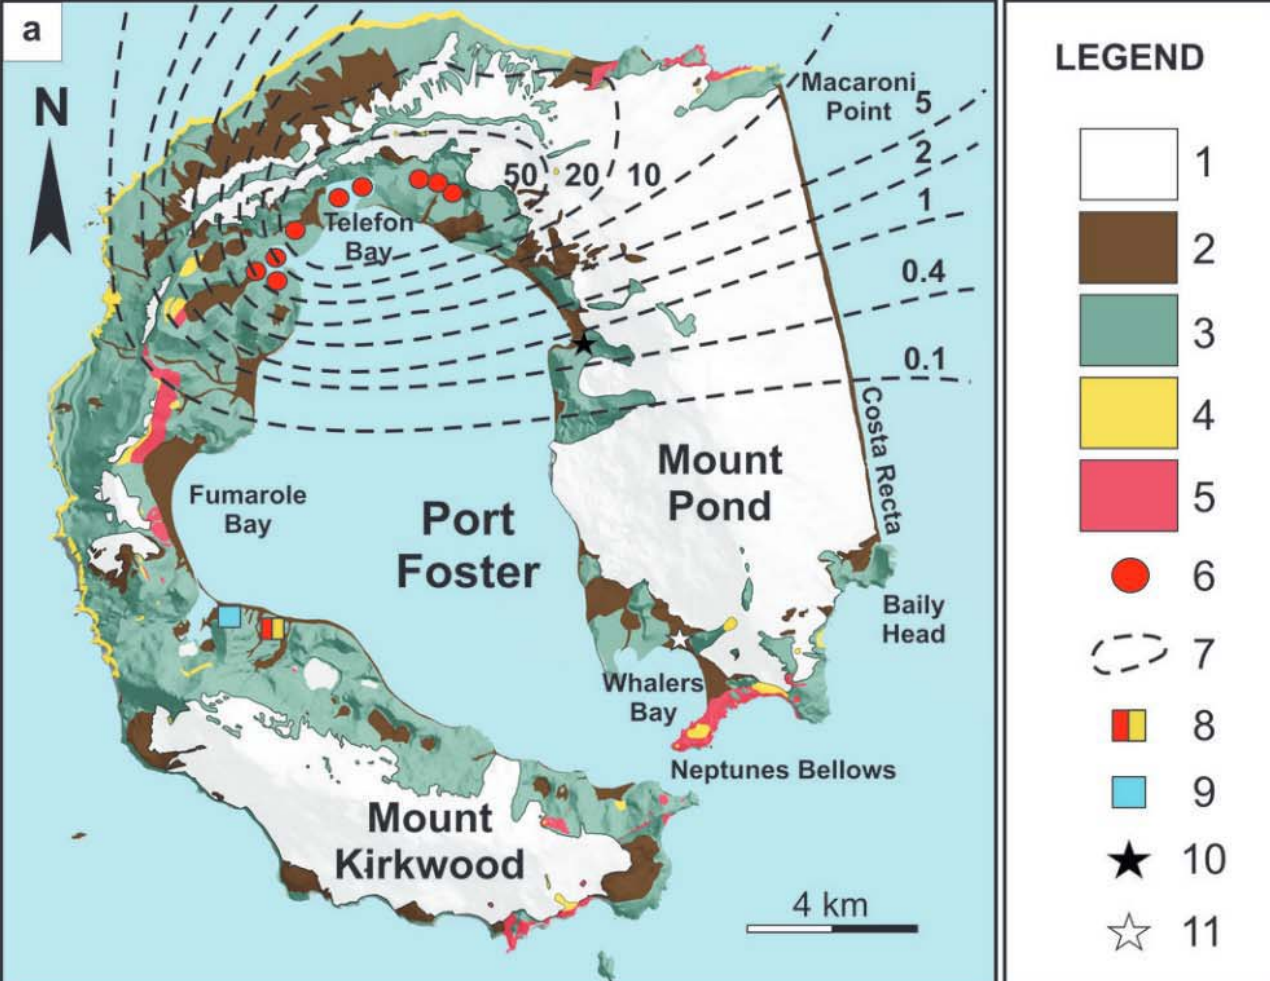 a
N
Macaroni
Point
5
2
1
0.4
0.1
50
20
10
Telefon
Bay
Costa Recta
Mount
Pond
Fumarole
Bay
Port
Foster
Baily
Head
Whalers
Bay
Neptunes Bellows
Mount
Kirkwood
4 km
LEGEND
1
2
3
4
5
6
7
8
9
10
11